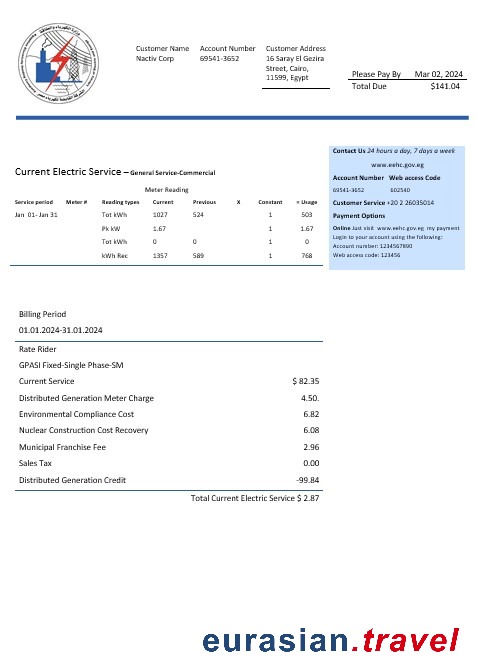 Customer Name Account Number Customer Address
Nactiv Corp 69541-3652 16 Saray El Gezira
Street, Cairo,
11599, Egypt
Please Pay By Mar 02, 2024
Total Due $141.04
Contact Us 24 hours a day, 7 days a week
www.eehc.gov.eg
Account Number Web access Code
69541-3652 602540
Customer Service +20 2 26035014
Payment Options
Online Just visit www.eehc.gov.eg my payment
Login to your account using the following:
Account number: 1234567890
Web access code: 123456
Current Electric Service – General Service-Commercial
Meter Reading
Service period Meter # Reading types Current Previous X Constant = Usage
Jan 01- Jan 31 Tot kWh 1027 524 1 503
Pk kW 1.67 1 1.67
Tot kWh 0 0 1 0
kWh Rec 1357 589 1 768
Billing Period
01.01.2024-31.01.2024
Rate Rider
GPASI Fixed-Single Phase-SM
Current Service $ 82.35
Distributed Generation Meter Charge 4.50.
Environmental Compliance Cost 6.82
Nuclear Construction Cost Recovery 6.08
Municipal Franchise Fee 2.96
Sales Tax 0.00
Distributed Generation Credit -99.84
Total Current Electric Service $ 2.87
eurasian.travel